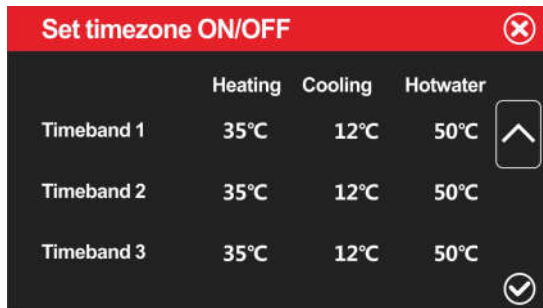 Set timezone ON/OFF
Heating Cooling Hotwater
Timeband 1 35℃ 12℃ 50℃
Timeband 2 35℃ 12℃ 50℃
Timeband 3 35℃ 12℃ 50℃